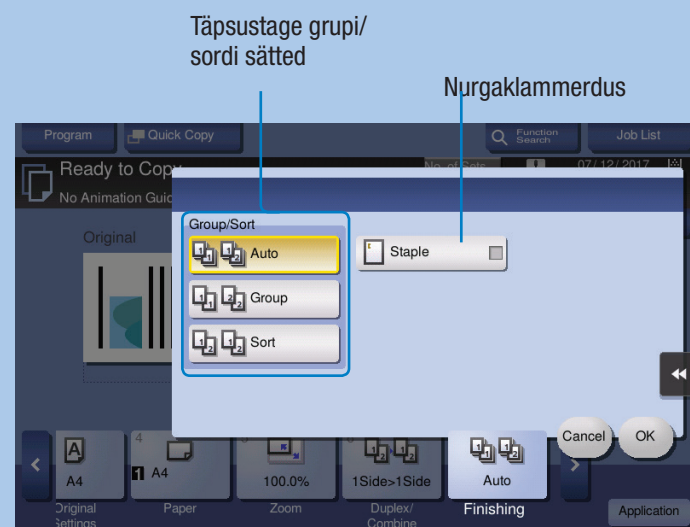 Täpsustage grupi/
sordi sätted
Nurgaklammerdus
Program
Quick Copy
Function
Search
Job List
Ready to Copy
No. of Sets
07/12/2017
No Animation Guid
Original
Group/Sort
Auto
Staple
Group
Sort
Cancel
OK
A4
4
1 A4
100.0%
1Side>1Side
Auto
Original
Settings
Paper
Zoom
Duplex/
Combine
Finishing
Application